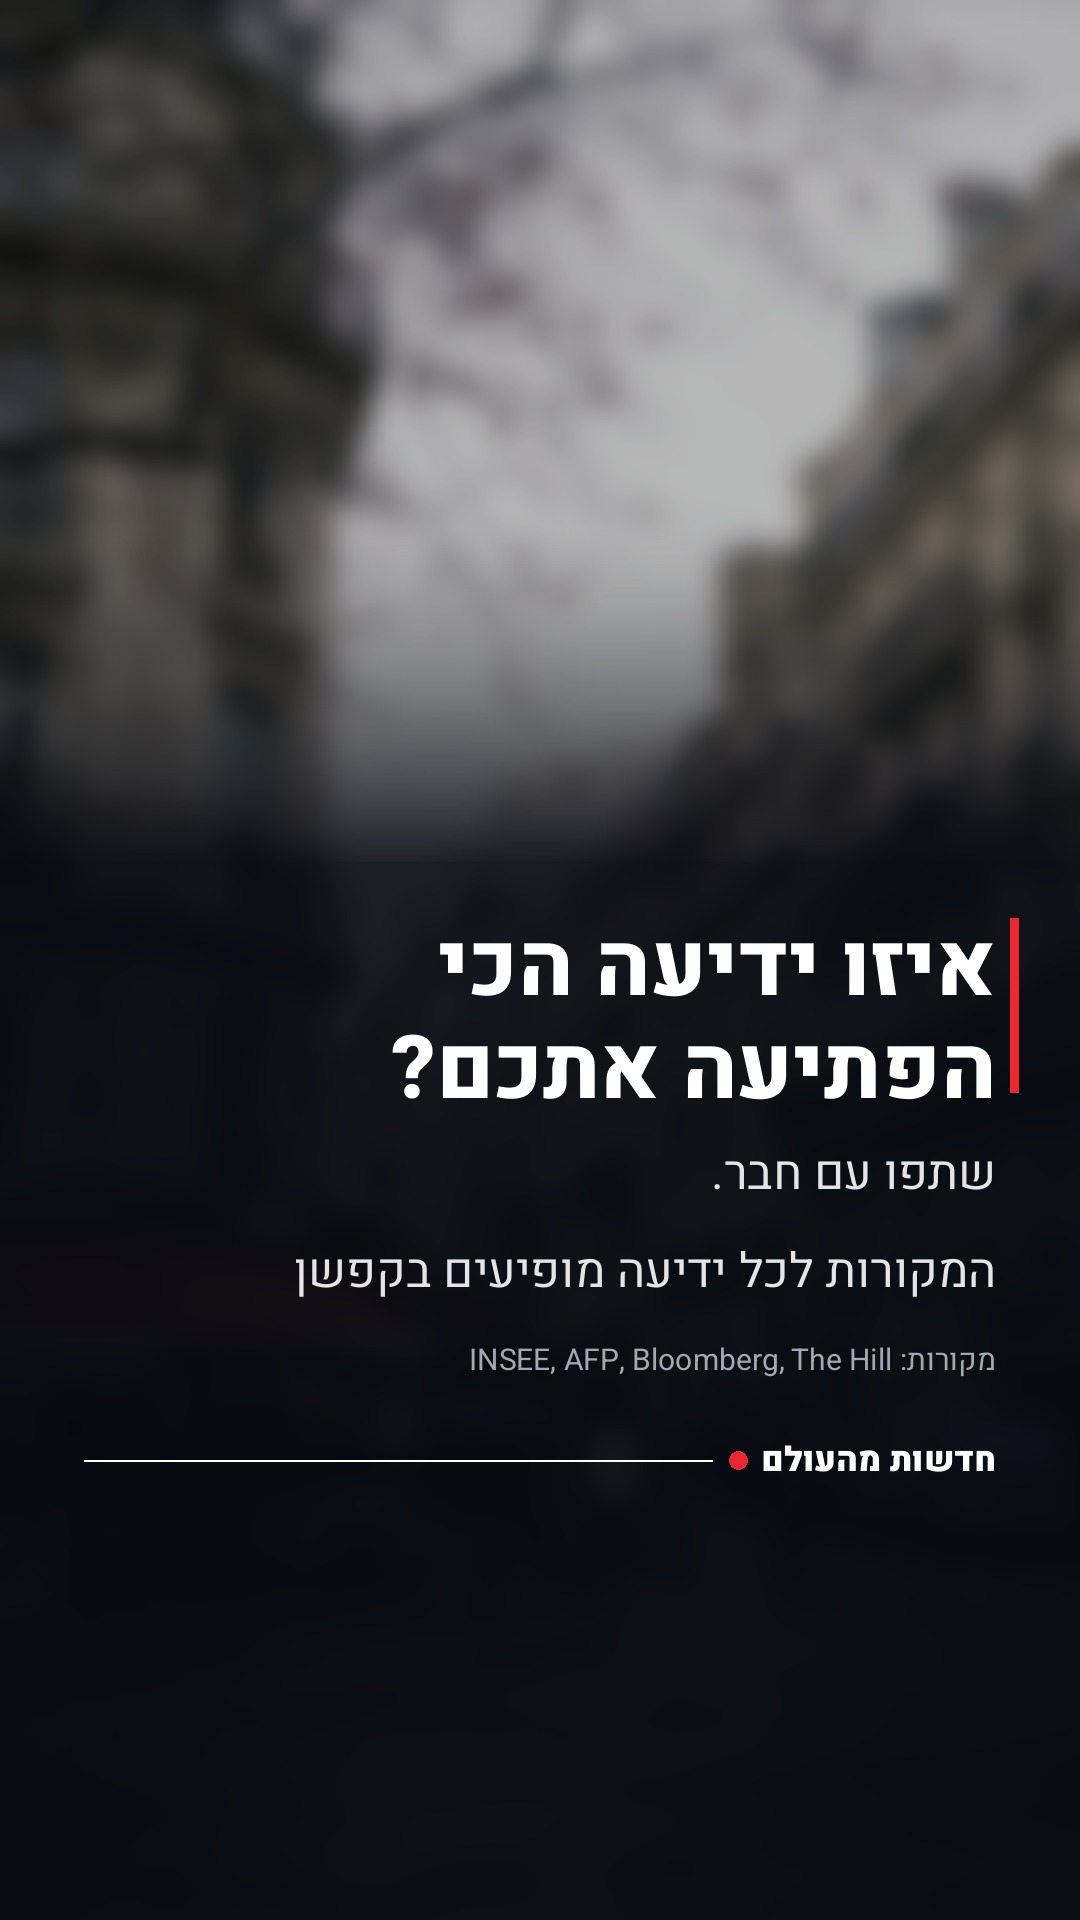 איזו ידיעה הכי
הפתיעה אתכם?
שתפו עם חבר.
המקורות לכל ידיעה מופיעים בקפשן
מקורות: INSEE, AFP, Bloomberg, The Hill
חדשות מהעולם